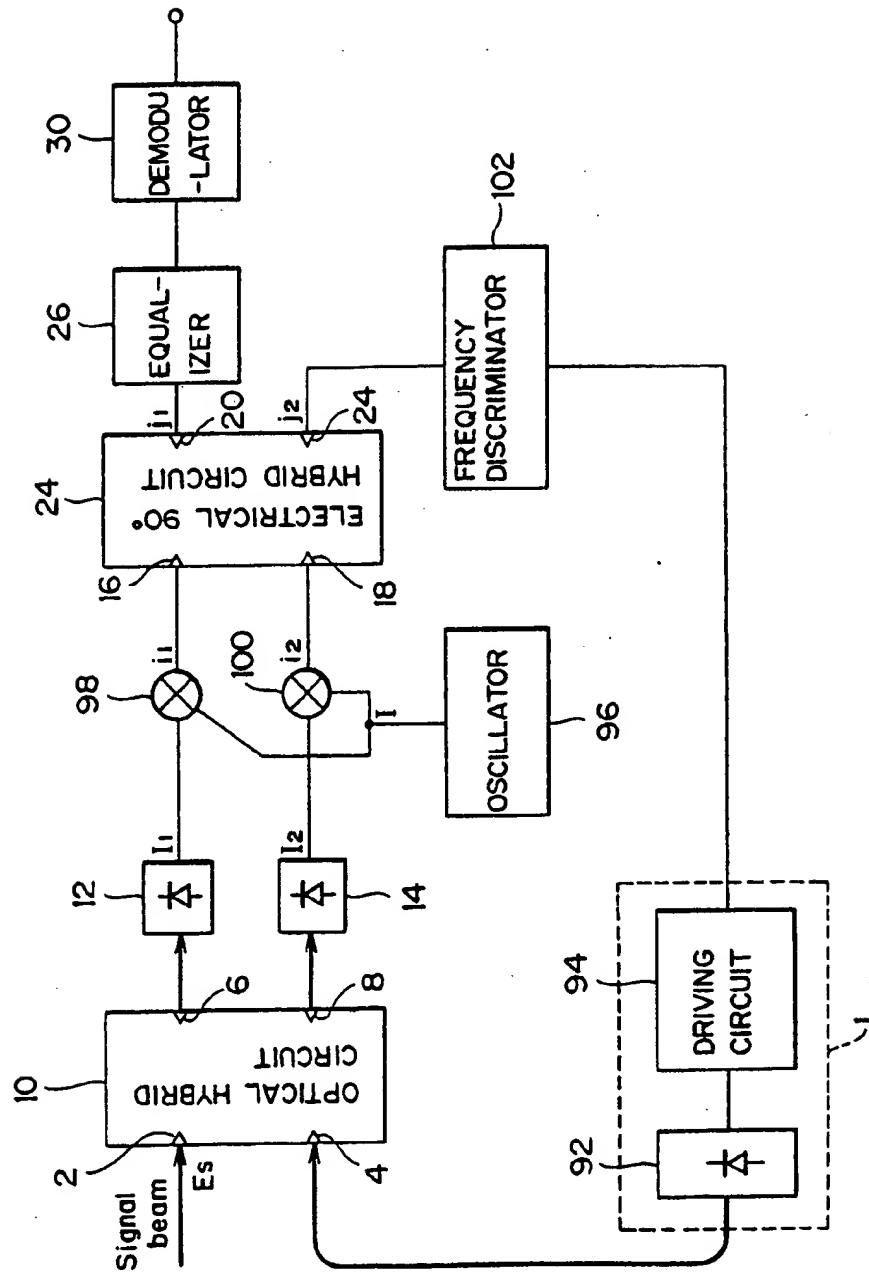 Signal
beam
Es
2
4
10
OPTICAL HYBRID
CIRCUIT
6
8
12
14
I1
I2
98
100
i1
i2
I
OSCILLATOR
96
16
18
24
ELECTRICAL 90°
HYBRID CIRCUIT
20
24
j1
j2
26
EQUAL-
IZER
30
DEMODU
-LATOR
FREQUENCY
DISCRIMINATOR
102
92
94
DRIVING
CIRCUIT
1